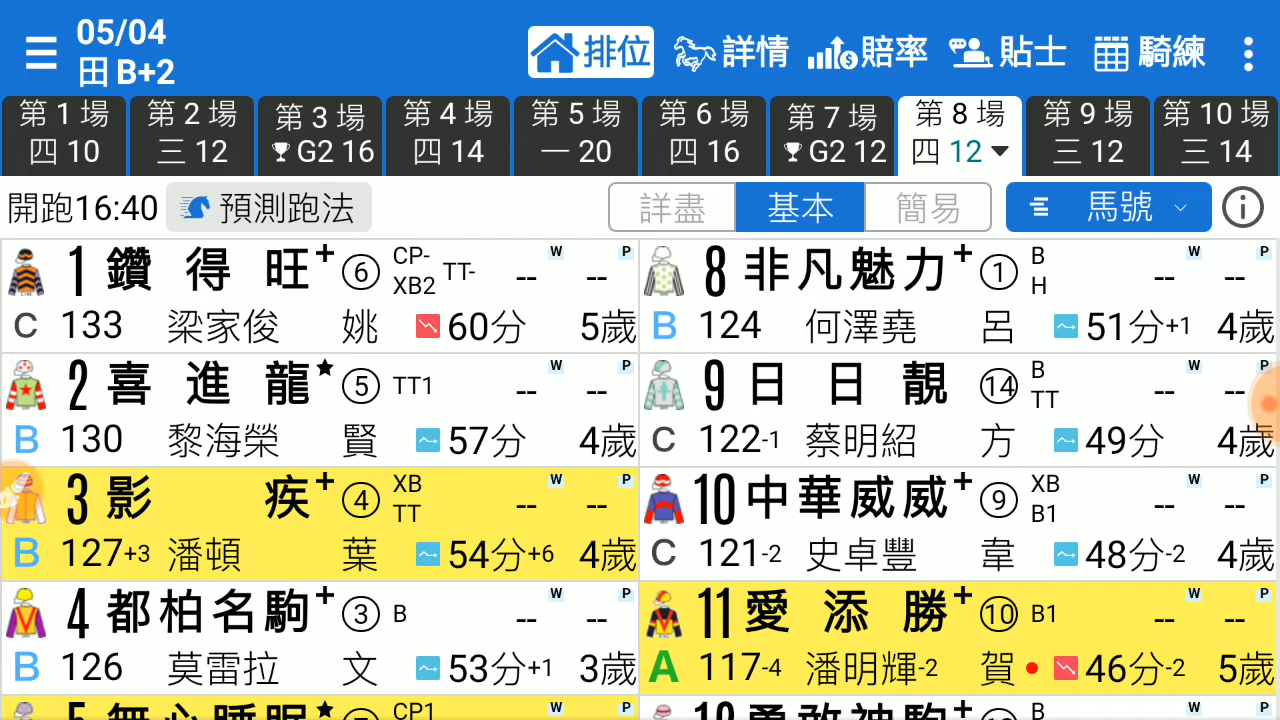 05/04
田 B+2
排位 詳情 賠率 貼士 騎練
第 1 場 第 2 場 第 3 場 第 4 場 第 5 場 第 6 場 第 7 場 第 8 場 第 9 場 第 10 場
四 10 三 12 G2 16 四 14 一 20 四 16 G2 12 四 12 三 12 三 14
開跑16:40 預測跑法 詳盡 基本 簡易 馬號
1 鑽得旺+ 6 CP- XB2 TT- W -- P --
C 133 梁家俊 姚 60分 5歲
2 喜進龍★ 5 TT1 W -- P --
B 130 黎海榮 賢 57分 4歲
3 影疾+ 4 XB TT W -- P --
B 127+3 潘頓 葉 54分+6 4歲
4 都柏名駒+ 3 B W -- P --
B 126 莫雷拉 文 53分+1 3歲
CP1 W P
8 非凡魅力+ 1 B H W -- P --
B 124 何澤堯 呂 51分+1 4歲
9 日日靚 14 B TT W -- P --
C 122-1 蔡明紹 方 49分 4歲
10 中華威威+ 9 XB B1 W -- P --
C 121-2 史卓豐 韋 48分-2 4歲
11 愛添勝+ 10 B1 W -- P --
A 117-4 潘明輝-2 賀 46分-2 5歲
B W P